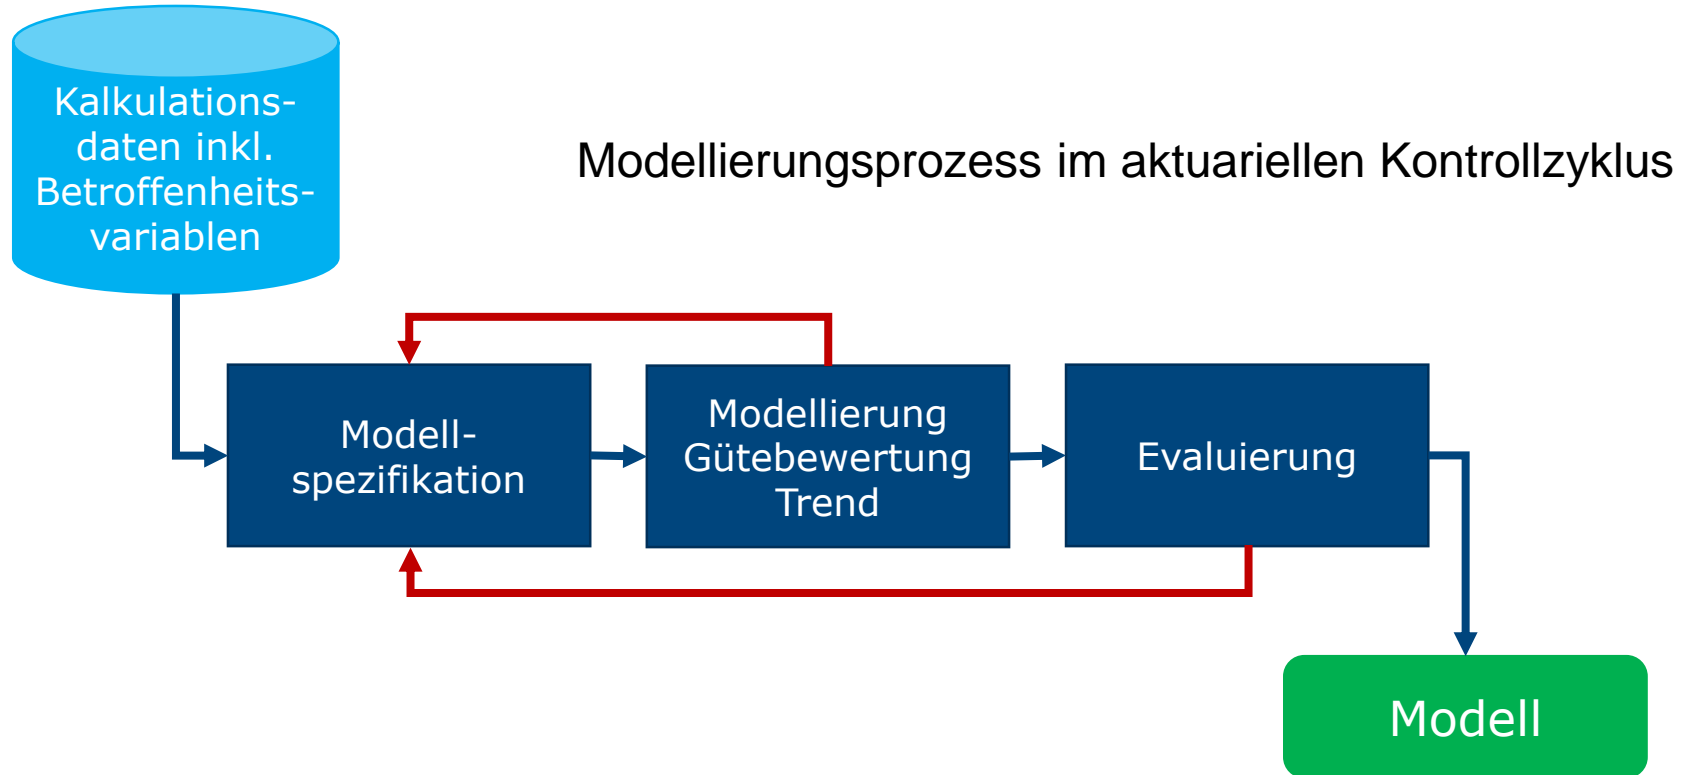 Kalkulations-
daten inkl.
Betroffenheits-
variablen
Modellierungsprozess im aktuariellen Kontrollzyklus
Modell-
spezifikation
Modellierung
Gütebewertung
Trend
Evaluierung
Modell